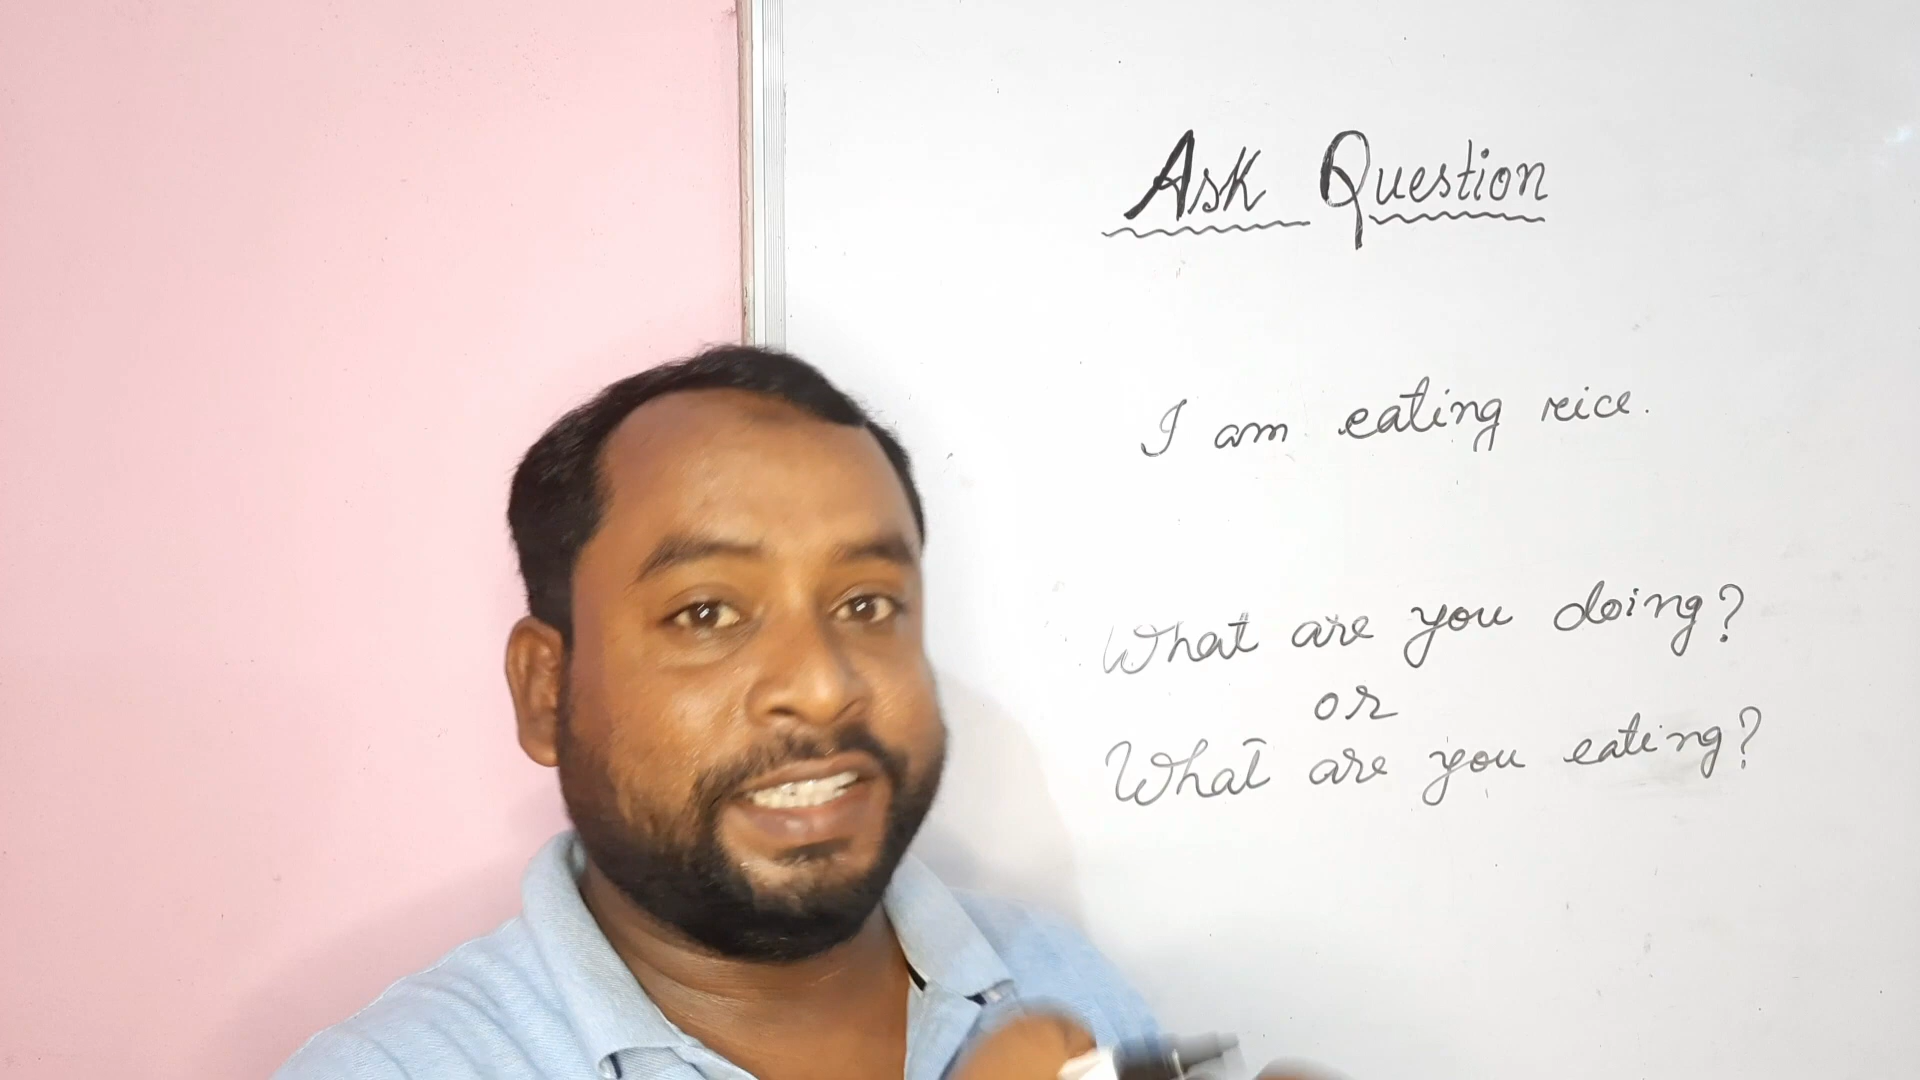 Ask Question
I am eating rice.
What are you doing?
or
What are you eating?